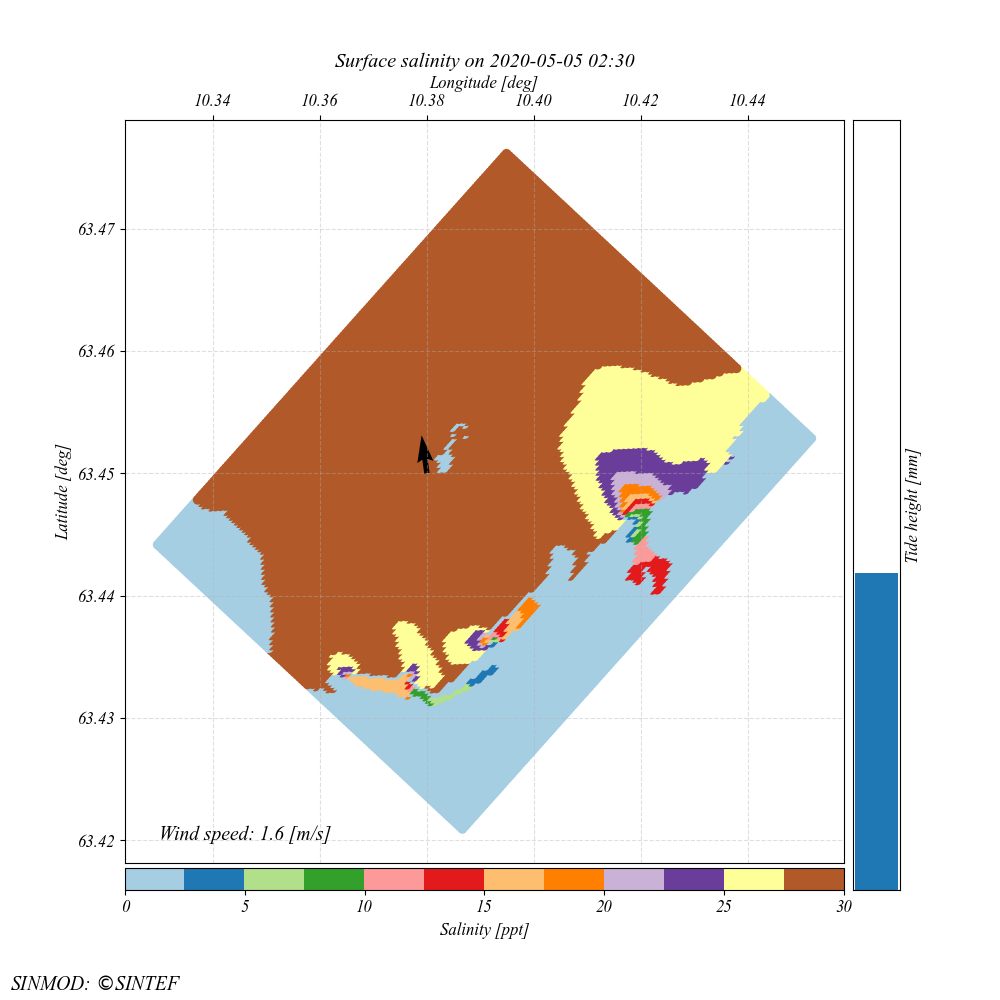 Surface salinity on 2020-05-05 02:30
Longitude [deg]
10.34 10.36 10.38 10.40 10.42 10.44
63.47
63.46
63.45
63.44
63.43
63.42
Latitude [deg]
Tide height [mm]
Wind speed: 1.6 [m/s]
0 5 10 15 20 25 30
Salinity [ppt]
SINMOD: ©SINTEF